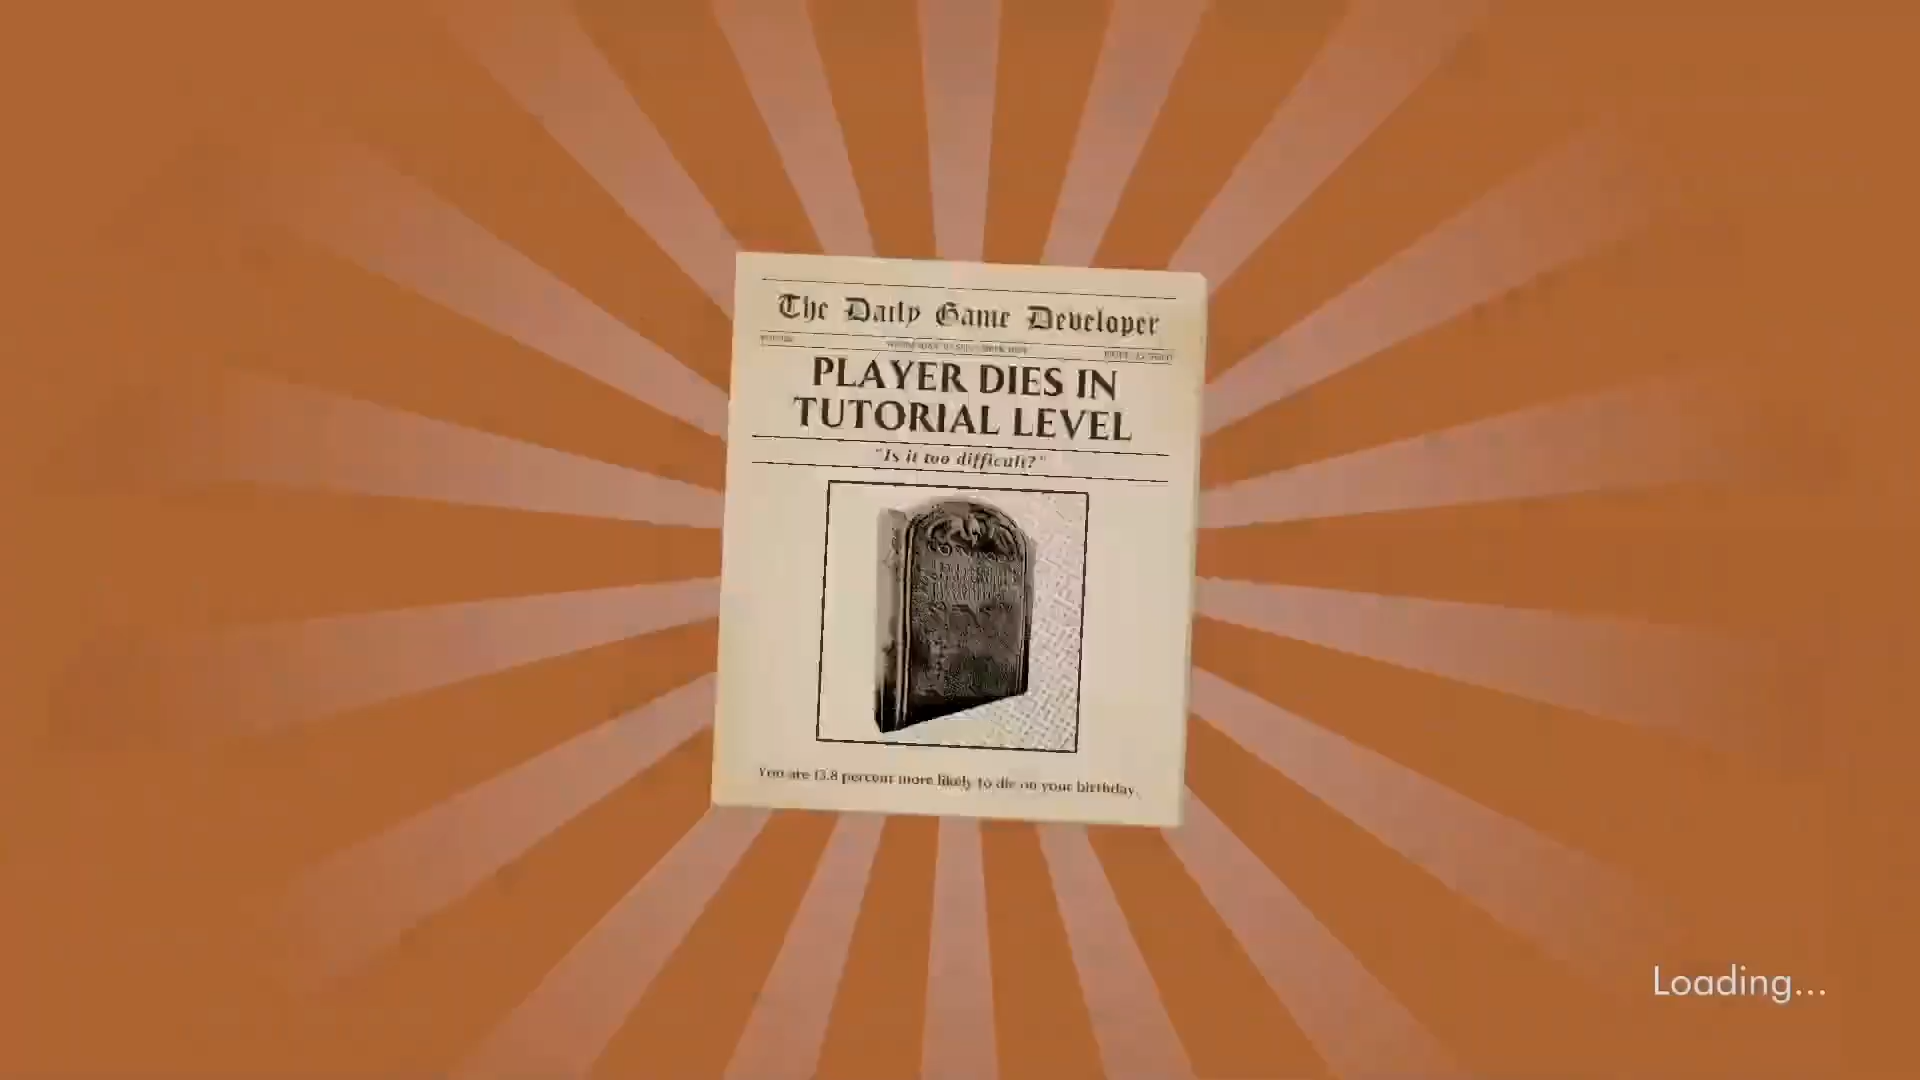 The Daily Game Developer
PLAYER DIES IN
TUTORIAL LEVEL
"Is it too difficult?"
You are 13.8 percent more likely to die on your birthday.
Loading...